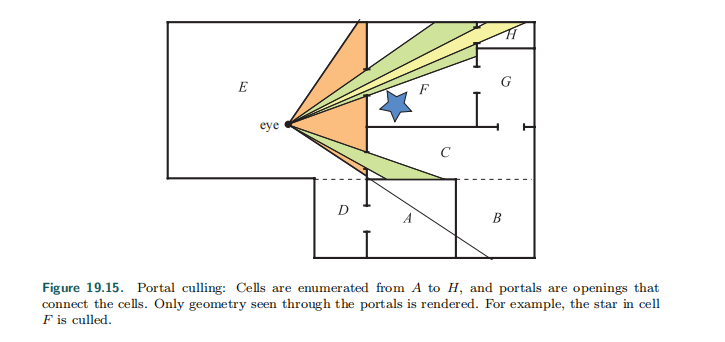 H
E
F
G
eye
C
D
A
B
Figure 19.15. Portal culling: Cells are enumerated from A to H, and portals are openings that
connect the cells. Only geometry seen through the portals is rendered. For example, the star in cell
F is culled.